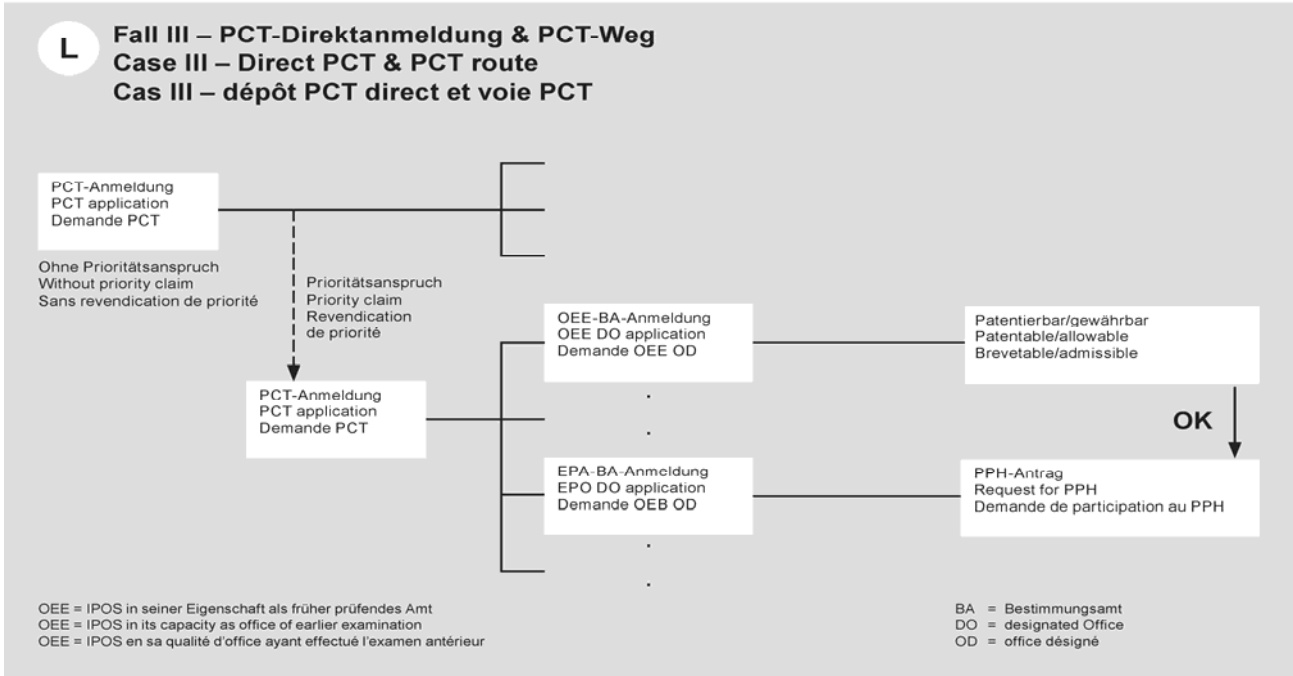 L
Fall III – PCT-Direktanmeldung & PCT-Weg
Case III – Direct PCT & PCT route
Cas III – dépôt PCT direct et voie PCT
PCT-Anmeldung
PCT application
Demande PCT
Ohne Prioritätsanspruch
Without priority claim
Sans revendication de priorité
Prioritätsanspruch
Priority claim
Revendication
de priorité
PCT-Anmeldung
PCT application
Demande PCT
OEE-BA-Anmeldung
OEE DO application
Demande OEE OD
Patentierbar/gewährbar
Patentable/allowable
Brevetable/admissible
OK
EPA-BA-Anmeldung
EPO DO application
Demande OEB OD
PPH-Antrag
Request for PPH
Demande de participation au PPH
OEE = IPOS in seiner Eigenschaft als früher prüfendes Amt
OEE = IPOS in its capacity as office of earlier examination
OEE = IPOS en sa qualité d'office ayant effectué l'examen antérieur
BA = Bestimmungsamt
DO = designated Office
OD = office désigné